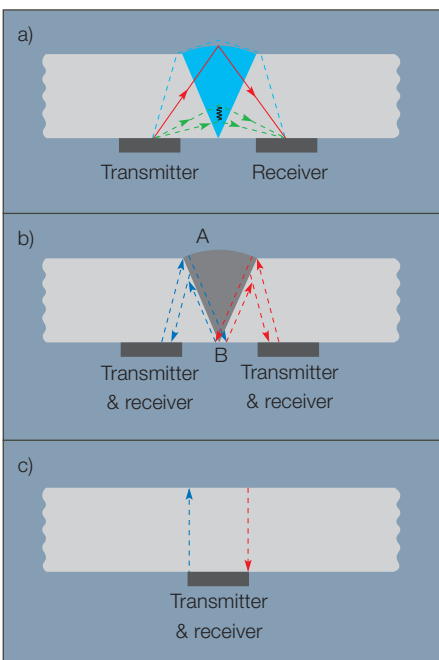 a)
Transmitter Receiver
b)
A
B
Transmitter Transmitter
& receiver & receiver
c)
Transmitter
& receiver